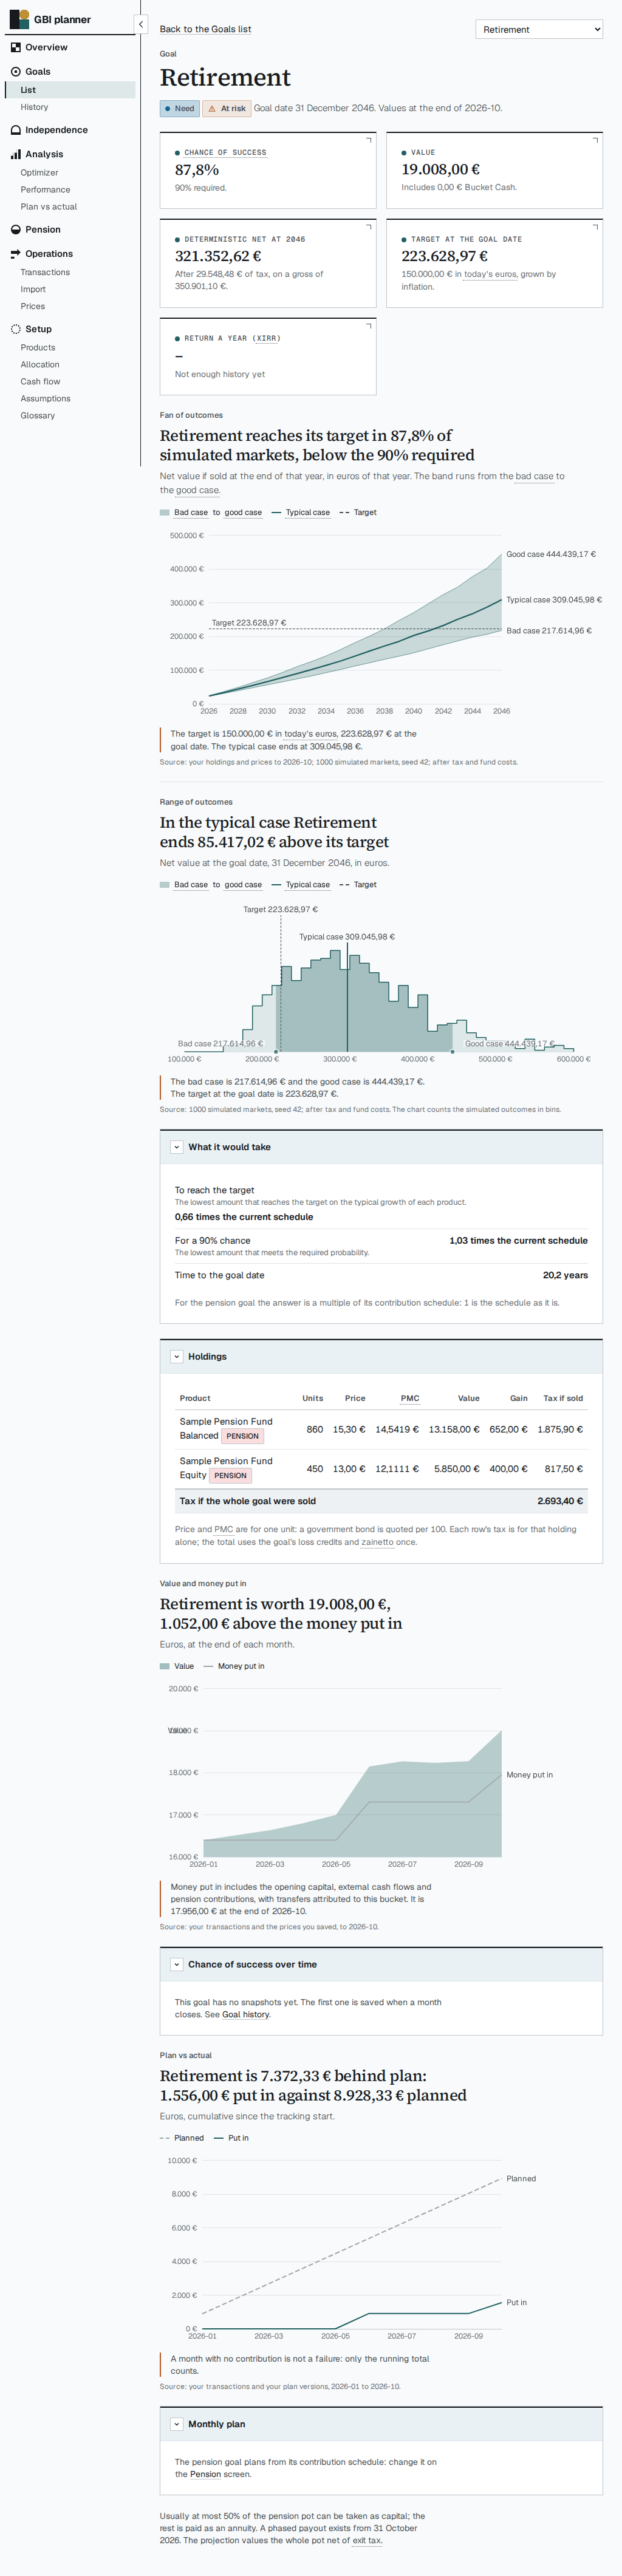 GBI planner
Overview
Goals
List
History
Independence
Analysis
Optimizer
Performance
Plan vs actual
Pension
Operations
Transactions
Import
Prices
Setup
Products
Allocation
Cash flow
Assumptions
Glossary
Back to the Goals list
Retirement
Goal
Retirement
Need At risk Goal date 31 December 2046. Values at the end of 2026-10.
CHANCE OF SUCCESS
87,8%
90% required.
VALUE
19.008,00 €
Includes 0,00 € Bucket Cash.
DETERMINISTIC NET AT 2046
321.352,62 €
After 29.548,48 € of tax, on a gross of
350.901,10 €.
TARGET AT THE GOAL DATE
223.628,97 €
150.000,00 € in today's euros, grown by
inflation.
RETURN A YEAR (XIRR)
–
Not enough history yet
Fan of outcomes
Retirement reaches its target in 87,8% of
simulated markets, below the 90% required
Net value if sold at the end of that year, in euros of that year. The band runs from the bad case to
the good case.
Bad case to good case Typical case Target
500.000 €
400.000 €
300.000 €
200.000 €
100.000 €
0 €
Target 223.628,97 €
Good case 444.439,17 €
Typical case 309.045,98 €
Bad case 217.614,96 €
2026 2028 2030 2032 2034 2036 2038 2040 2042 2044 2046
The target is 150.000,00 € in today's euros, 223.628,97 € at the
goal date. The typical case ends at 309.045,98 €.
Source: your holdings and prices to 2026-10; 1000 simulated markets, seed 42; after tax and fund costs.
Range of outcomes
In the typical case Retirement
ends 85.417,02 € above its target
Net value at the goal date, 31 December 2046, in euros.
Bad case to good case Typical case Target
Target 223.628,97 €
Typical case 309.045,98 €
Bad case 217.614,96 €
Good case 444.439,17 €
100.000 € 200.000 € 300.000 € 400.000 € 500.000 € 600.000 €
The bad case is 217.614,96 € and the good case is 444.439,17 €.
The target at the goal date is 223.628,97 €.
Source: 1000 simulated markets, seed 42; after tax and fund costs. The chart counts the simulated outcomes in bins.
What it would take
To reach the target
The lowest amount that reaches the target on the typical growth of each product.
0,66 times the current schedule
For a 90% chance 1,03 times the current schedule
The lowest amount that meets the required probability.
Time to the goal date 20,2 years
For the pension goal the answer is a multiple of its contribution schedule: 1 is the schedule as it is.
Holdings
Product Units Price PMC Value Gain Tax if sold
Sample Pension Fund
Balanced PENSION 860 15,30 € 14,5419 € 13.158,00 € 652,00 € 1.875,90 €
Sample Pension Fund
Equity PENSION 450 13,00 € 12,1111 € 5.850,00 € 400,00 € 817,50 €
Tax if the whole goal were sold 2.693,40 €
Price and PMC are for one unit: a government bond is quoted per 100. Each row's tax is for that holding
alone; the total uses the goal's loss credits and zainetto once.
Value and money put in
Retirement is worth 19.008,00 €,
1.052,00 € above the money put in
Euros, at the end of each month.
Value Money put in
20.000 €
Value
18.000 €
17.000 €
16.000 €
Money put in
2026-01 2026-03 2026-05 2026-07 2026-09
Money put in includes the opening capital, external cash flows and
pension contributions, with transfers attributed to this bucket. It is
17.956,00 € at the end of 2026-10.
Source: your transactions and the prices you saved, to 2026-10.
Chance of success over time
This goal has no snapshots yet. The first one is saved when a month
closes. See Goal history.
Plan vs actual
Retirement is 7.372,33 € behind plan:
1.556,00 € put in against 8.928,33 € planned
Euros, cumulative since the tracking start.
Planned Put in
10.000 €
8.000 €
6.000 €
4.000 €
2.000 €
0 €
Planned
Put in
2026-01 2026-03 2026-05 2026-07 2026-09
A month with no contribution is not a failure: only the running total
counts.
Source: your transactions and your plan versions, 2026-01 to 2026-10.
Monthly plan
The pension goal plans from its contribution schedule: change it on
the Pension screen.
Usually at most 50% of the pension pot can be taken as capital; the
rest is paid as an annuity. A phased payout exists from 31 October
2026. The projection values the whole pot net of exit tax.